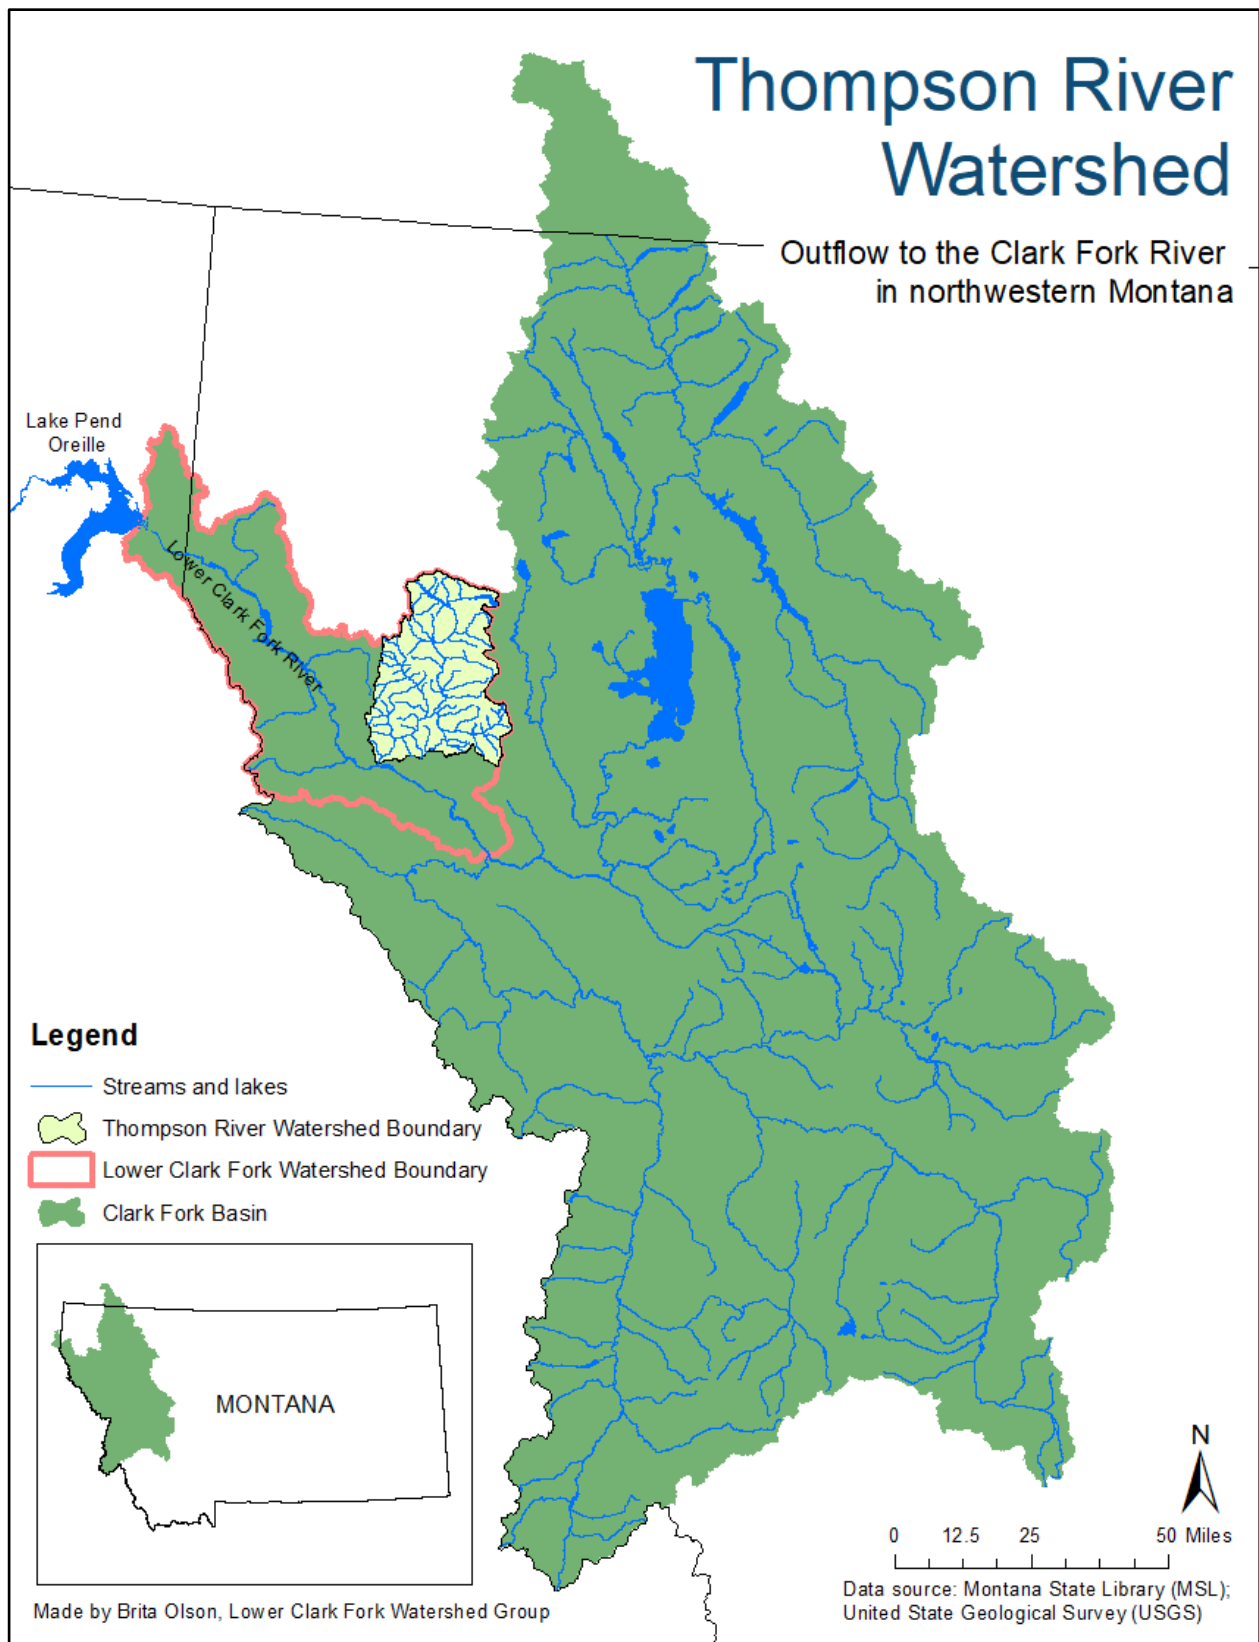 Thompson River
Watershed
Outflow to the Clark Fork River
in northwestern Montana
Lake Pend
Oreille
Lower Clark Fork River
Legend
Streams and lakes
Thompson River Watershed Boundary
Lower Clark Fork Watershed Boundary
Clark Fork Basin
MONTANA
N
0 12.5 25 50 Miles
Data source: Montana State Library (MSL);
United State Geological Survey (USGS)
Made by Brita Olson, Lower Clark Fork Watershed Group